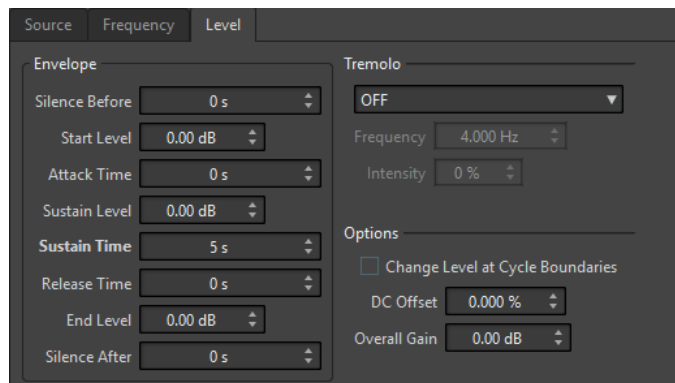 Source Frequency Level
Envelope
Silence Before 0 s
Start Level 0.00 dB
Attack Time 0 s
Sustain Level 0.00 dB
Sustain Time 5 s
Release Time 0 s
End Level 0.00 dB
Silence After 0 s
Tremolo
OFF
Frequency 4.000 Hz
Intensity 0 %
Options
Change Level at Cycle Boundaries
DC Offset 0.000 %
Overall Gain 0.00 dB